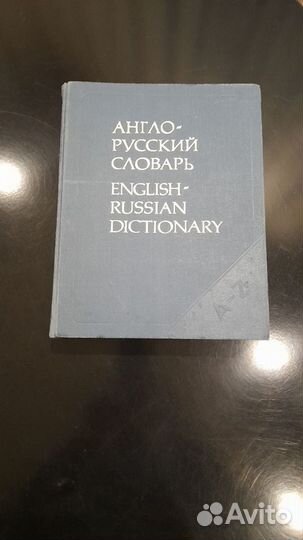 АНГЛО-
РУССКИЙ
СЛОВАРЬ
ENGLISH-
RUSSIAN
DICTIONARY
A–Z
Avito